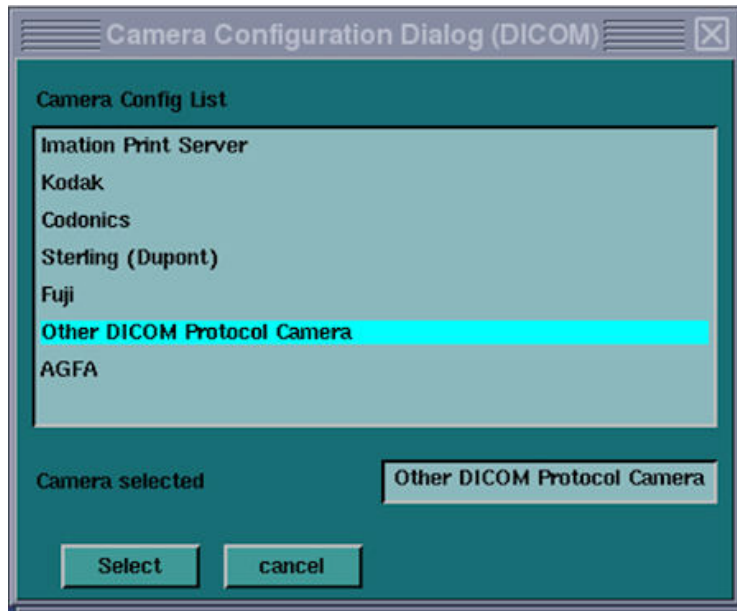 Camera Configuration Dialog (DICOM)
Camera Config List
Imation Print Server
Kodak
Codonics
Sterling (Dupont)
Fuji
Other DICOM Protocol Camera
AGFA
Camera selected
Other DICOM Protocol Camera
Select
cancel